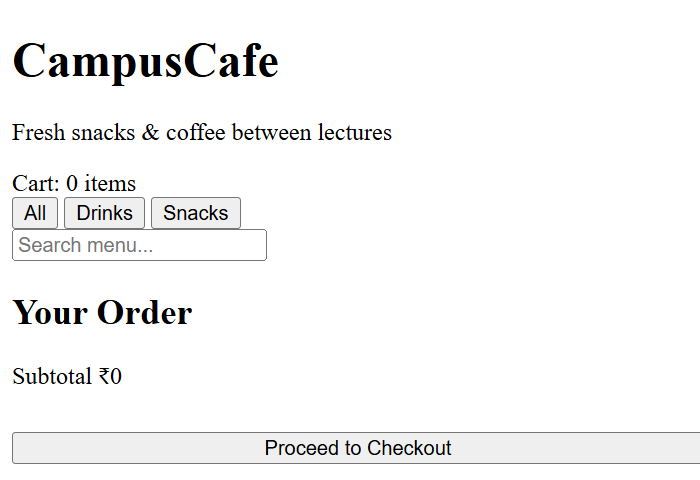 CampusCafe
Fresh snacks & coffee between lectures
Cart: 0 items
All Drinks Snacks
Search menu...
Your Order
Subtotal ₹0
Proceed to Checkout